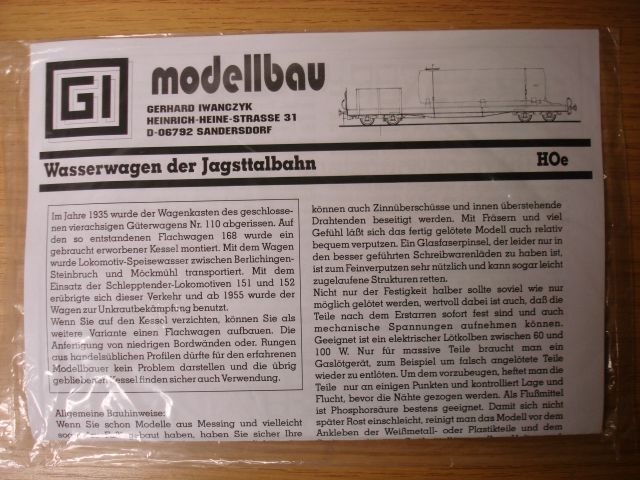 GI
modellbau
GERHARD IWANCZYK
HEINRICH-HEINE-STRASSE 31
D-06792 SANDERSDORF
Wasserwagen der Jagsttalbahn HOe
Im Jahre 1935 wurde der Wagenkasten des geschlosse-
nen vierachsigen Güterwagens Nr. 110 abgerissen. Auf
den so entstandenen Flachwagen 168 wurde ein
gebraucht erworbener Kessel montiert. Mit dem Wagen
wurde Lokomotiv-Speisewasser zwischen Berlichingen-
Steinbruch und Möckmühl transportiert. Mit dem
Einsatz der Schlepptender-Lokomotiven 151 und 152
erübrigte sich dieser Verkehr und ab 1955 wurde der
Wagen zur Unkrautbekämpfung benutzt.
Wenn Sie auf den Kessel verzichten, können Sie als
weitere Variante einen Flachwagen aufbauen. Die
Anfertigung von niedrigen Bordwänden oder. Rungen
aus handelsüblichen Profilen dürfte für den erfahrenen
Modellbauer kein Problem darstellen und die übrig
gebliebenen Kessel finden sicher auch Verwendung.
Allgemeine Bauhinweise:
Wenn Sie schon Modelle aus Messing und vielleicht
gebaut haben, haben Sie sicher Ihre
können auch Zinnüberschüsse und innen überstehende
Drahtenden beseitigt werden. Mit Fräsern und viel
Gefühl läßt sich das fertig gelötete Modell auch relativ
bequem verputzen. Ein Glasfaserpinsel, der leider nur in
den besser geführten Schreibwarenläden zu haben ist,
ist zum Feinverputzen sehr nützlich und kann sogar leicht
zugelaufene Strukturen retten.
Nicht nur der Festigkeit halber sollte soviel wie nur
möglich gelötet werden, wertvoll dabei ist auch, daß die
Teile nach dem Erstarren sofort fest sind und auch
mechanische Spannungen aufnehmen können.
Geeignet ist ein elektrischer Lötkolben zwischen 60 und
100 W. Nur für massive Teile braucht man ein
Gaslötgerät, zum Beispiel um falsch angelötete Teile
wieder zu entlöten. Um dem vorzubeugen, heftet man die
Teile nur an einigen Punkten und kontrolliert Lage und
Flucht, bevor die Nähte gezogen werden. Als Flußmittel
ist Phosphorsäure bestens geeignet. Damit sich nicht
später Rost einschleicht, reinigt man das Modell vor dem
Ankleben der Weißmetall- oder Plastikteile und dem